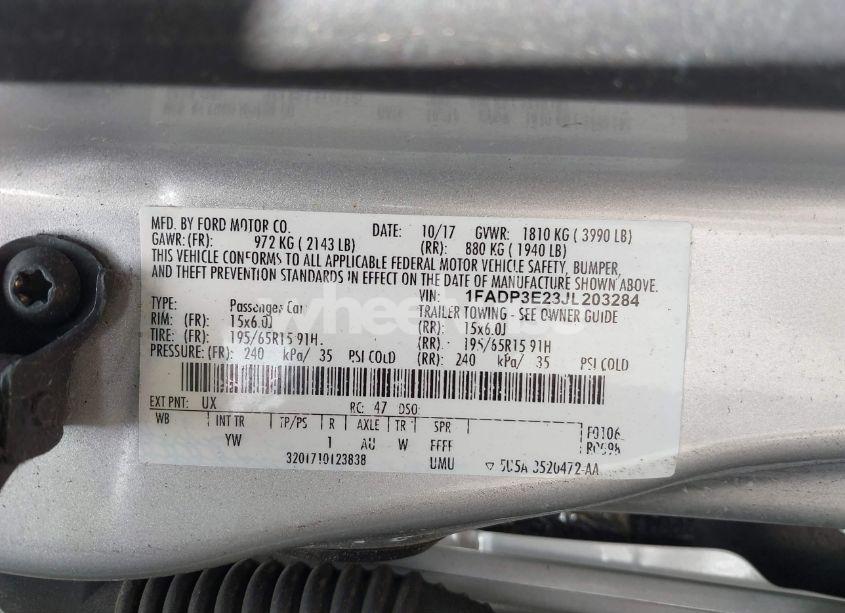 MFD. BY FORD MOTOR CO. DATE: 10/17 GVWR: 1810 KG ( 3990 LB)
GAWR:(FR): 972 KG ( 2143 LB) (RR): 880 KG ( 1940 LB)
THIS VEHICLE CONFORMS TO ALL APPLICABLE FEDERAL MOTOR VEHICLE SAFETY, BUMPER,
AND THEFT PREVENTION STANDARDS IN EFFECT ON THE DATE OF MANUFACTURE SHOWN ABOVE.
VIN: 1FADP3E23JL203284
TYPE: Passenger Car TRAILER TOWING - SEE OWNER GUIDE
RIM: (FR): 15x6.0J (RR): 15x6.0J
TIRE: (FR): 195/65R15 91H (RR): 195/65R15 91H
PRESSURE: (FR): 240 kPa/ 35 PSI COLD (RR): 240 kPa/ 35 PSI COLD
EXT PNT: UX RC: 47 DSO:
WB INT TR TP/PS R AXLE TR SPR
YW 1 AU W FFFF
3201710123838 UMU